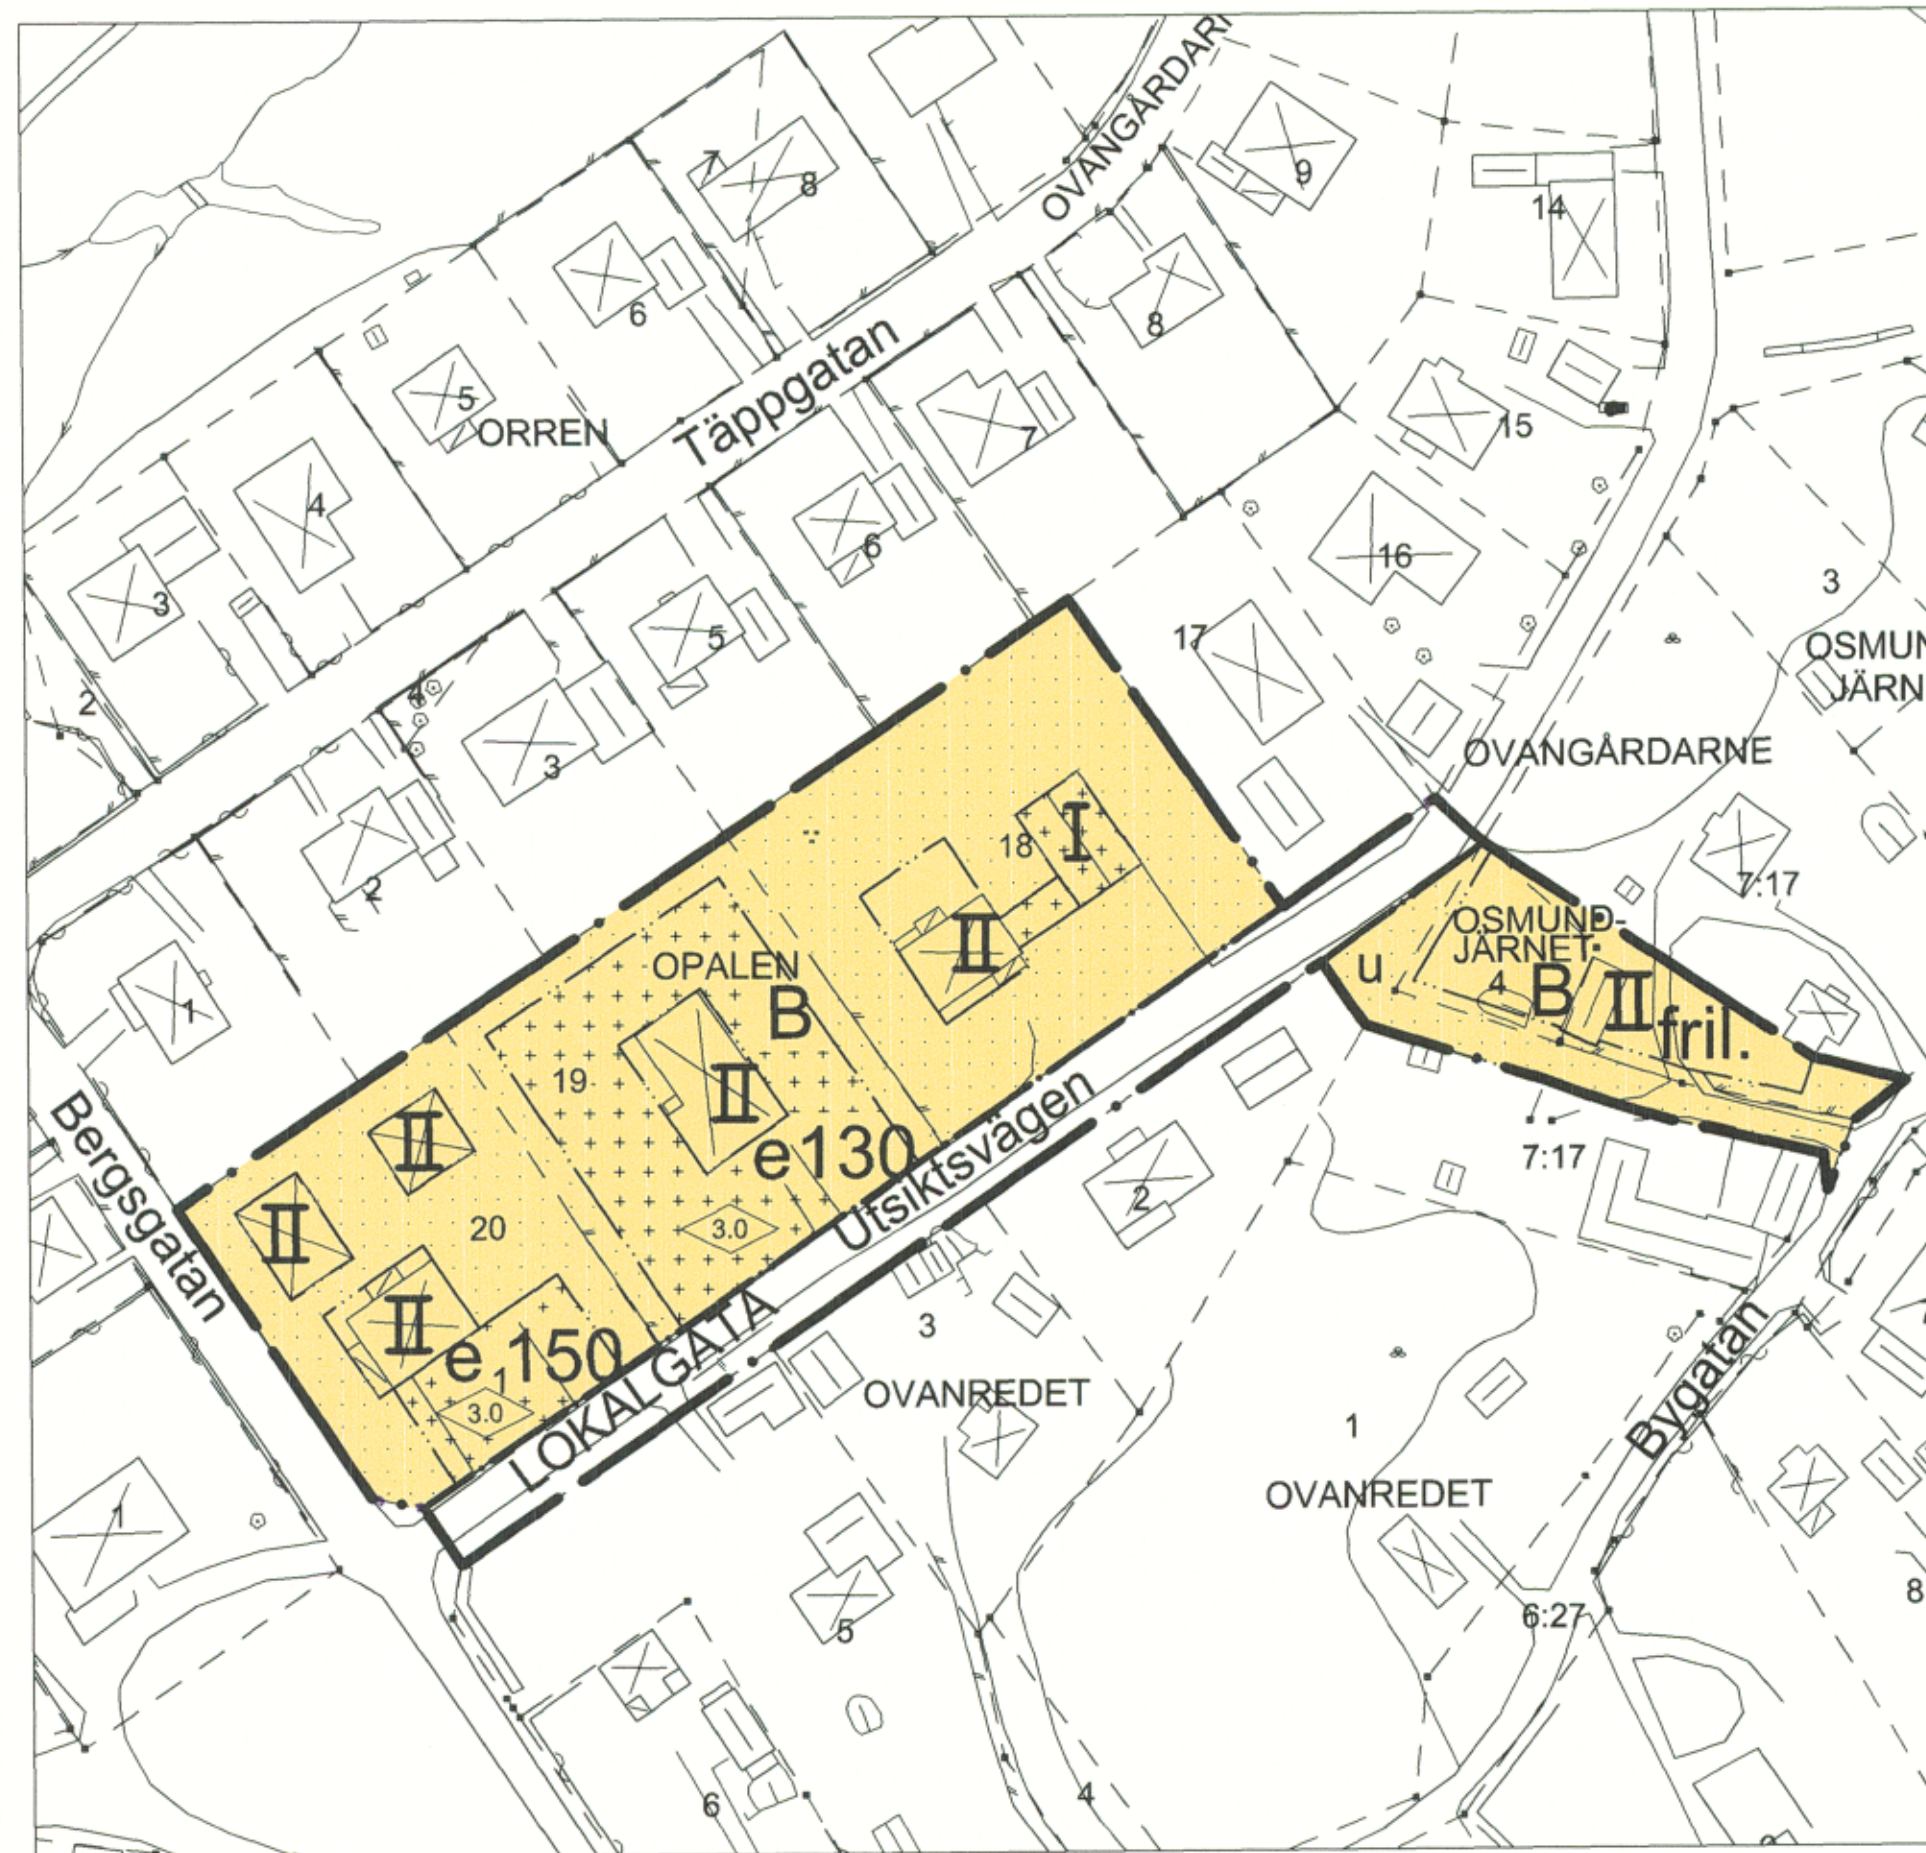 OVANGÅRDAR
7
8
9
14
6
8
5
ORREN
Täppgatan
7
15
4
6
16
3
3
5
17
2
4
OSMUN
JÄRN
3
OVANGÅRDARNE
2
18
I
7:17
II
OSMUND-
JÄRNET
OPALEN
u
4
B
II
fril.
1
B
19
II
II
e130
7:17
Bergsgatan
II
20
3.0
Utsiktsvägen
2
II
e 150
1
3.0
LOKALGATA
3
OVANREDET
1
Bygatan
OVANREDET
1
5
6:27
8
6
4